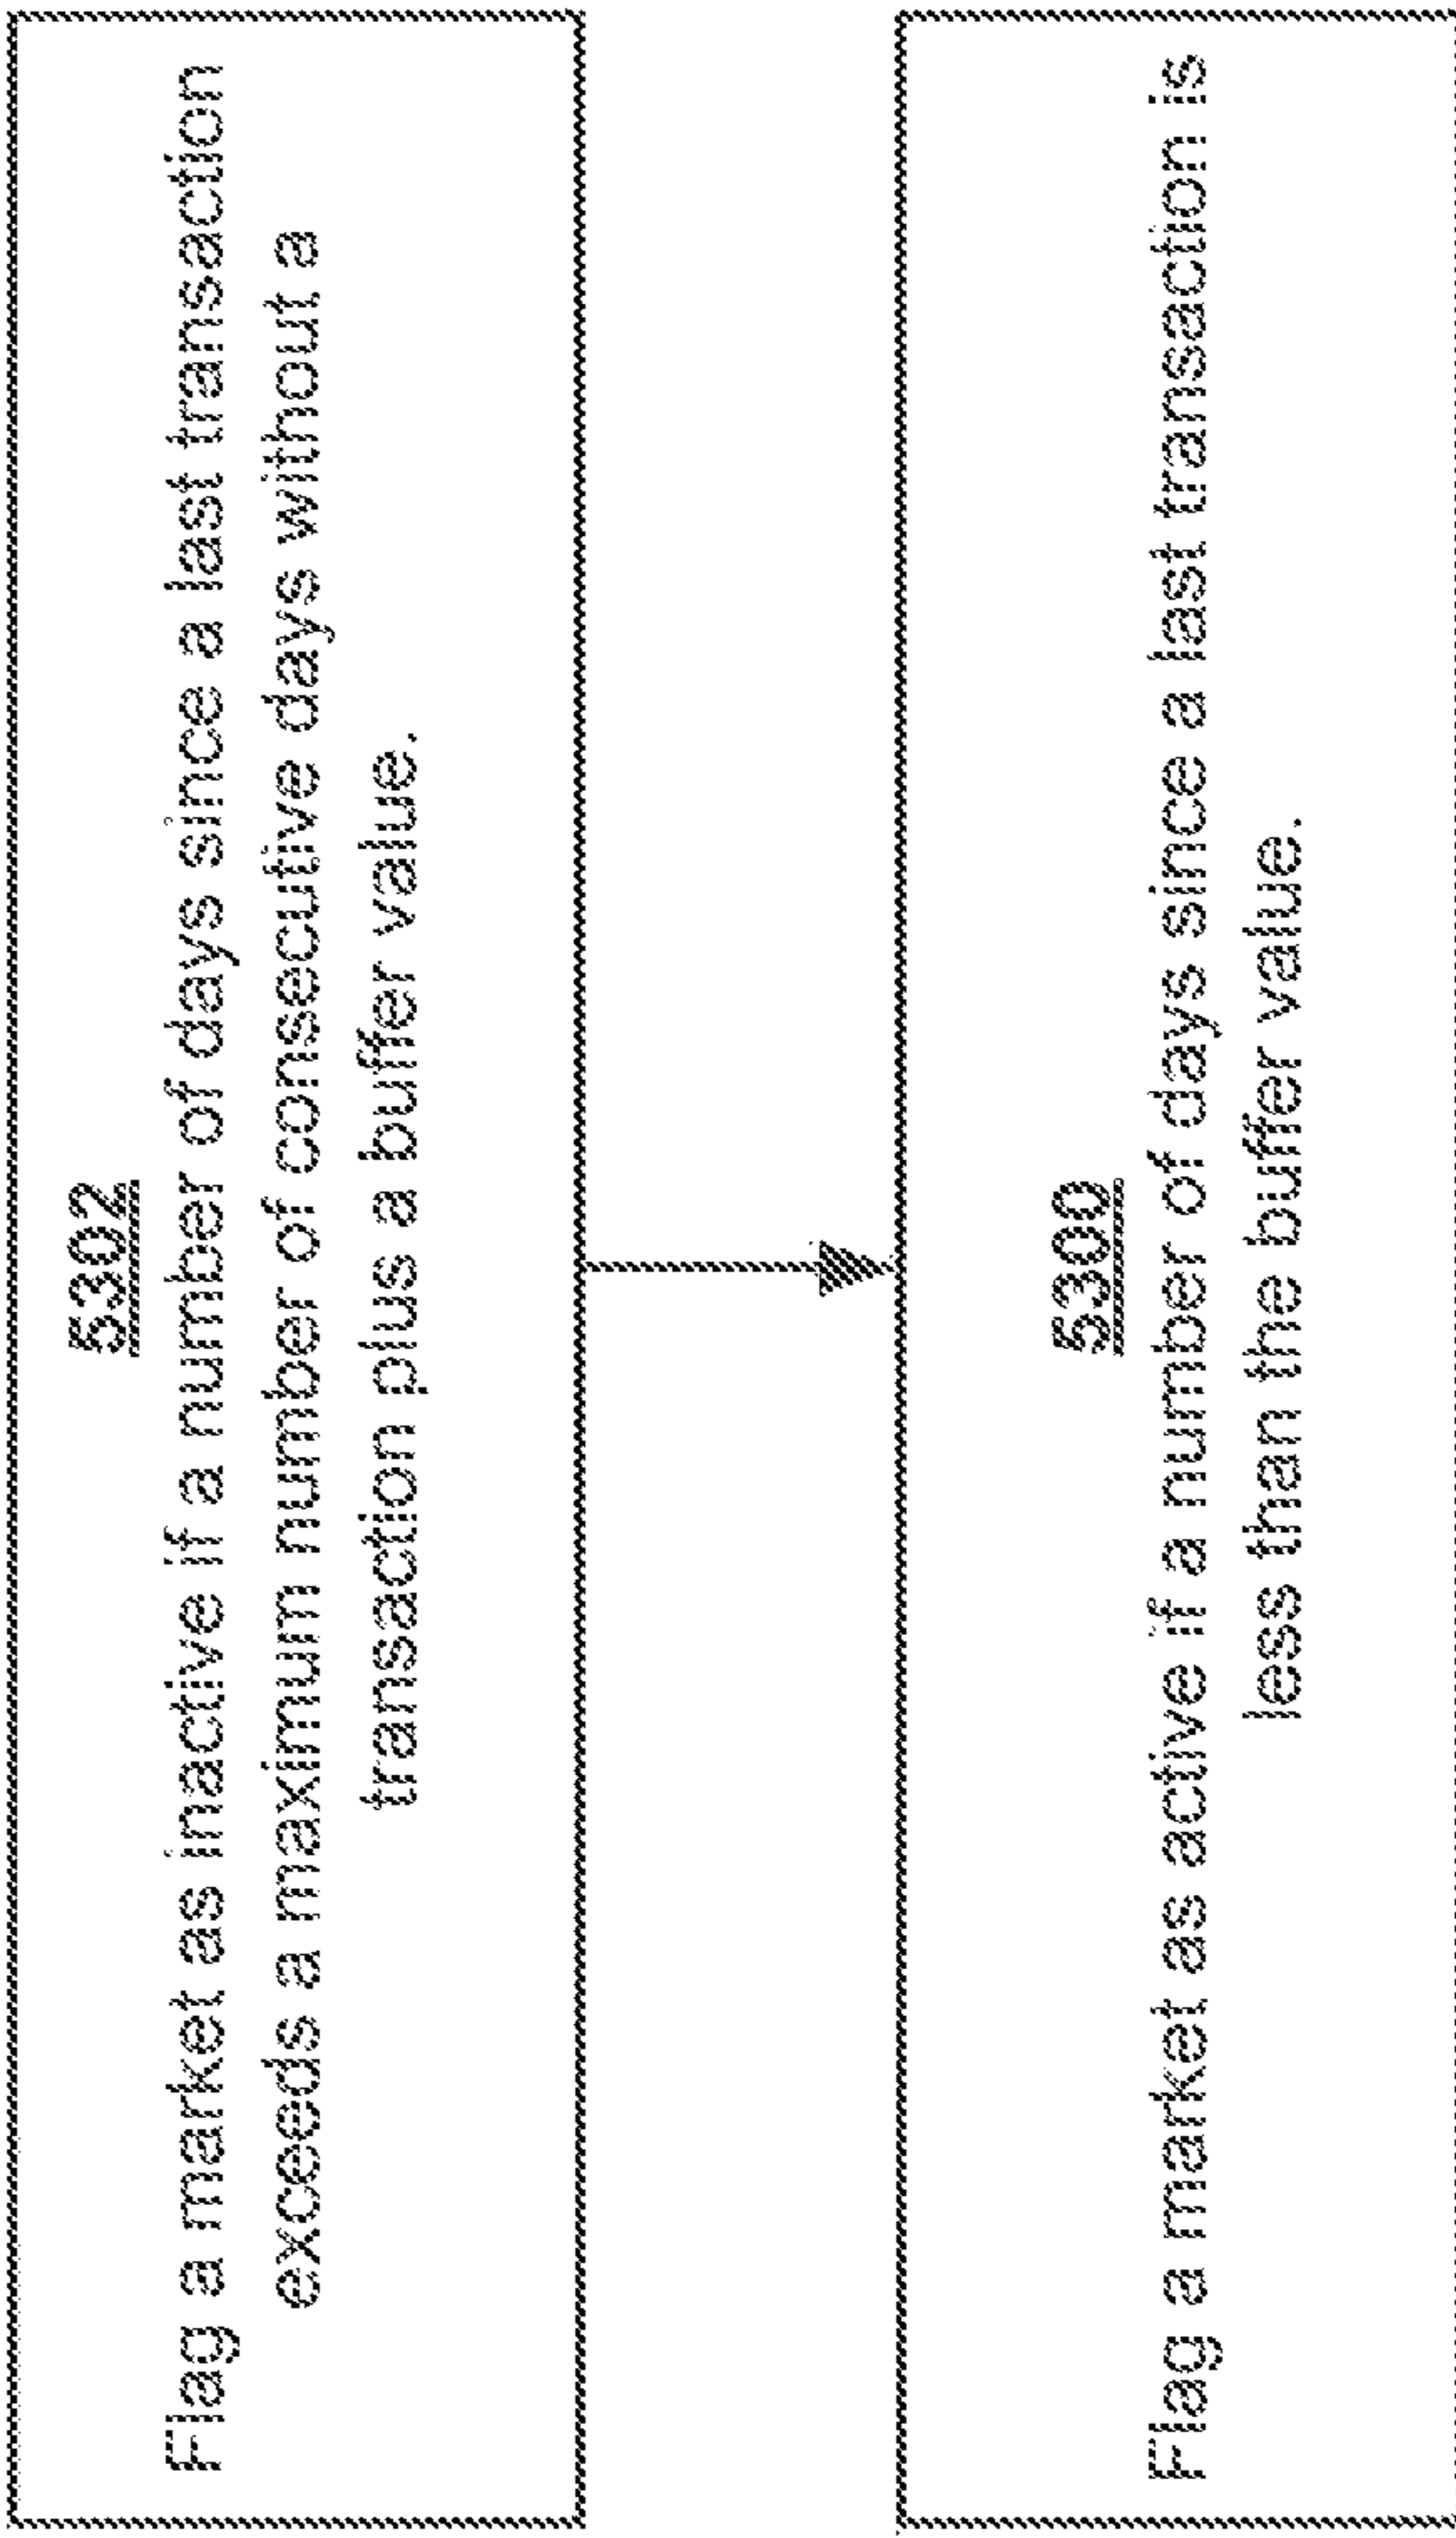 5302
Flag a market as inactive if a number of days since a last transaction
exceeds a maximum number of consecutive days without a
transaction plus a buffer value.
5300
Flag a market as active if a number of days since a last transaction is
less than the buffer value.